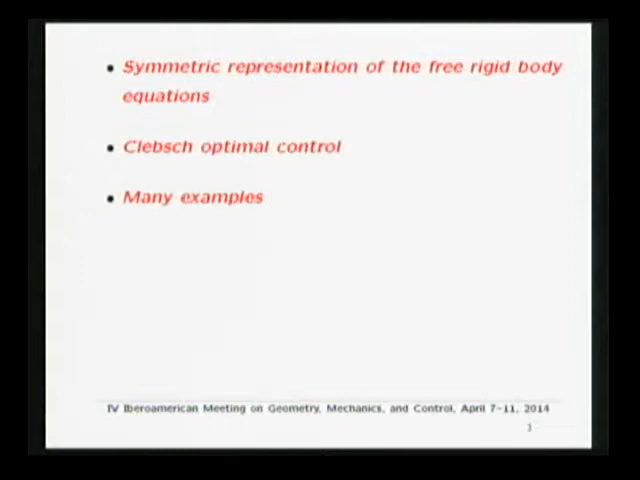 • Symmetric representation of the free rigid body
equations
• Clebsch optimal control
• Many examples
IV Iberoamerican Meeting on Geometry, Mechanics, and Control, April 7–11, 2014